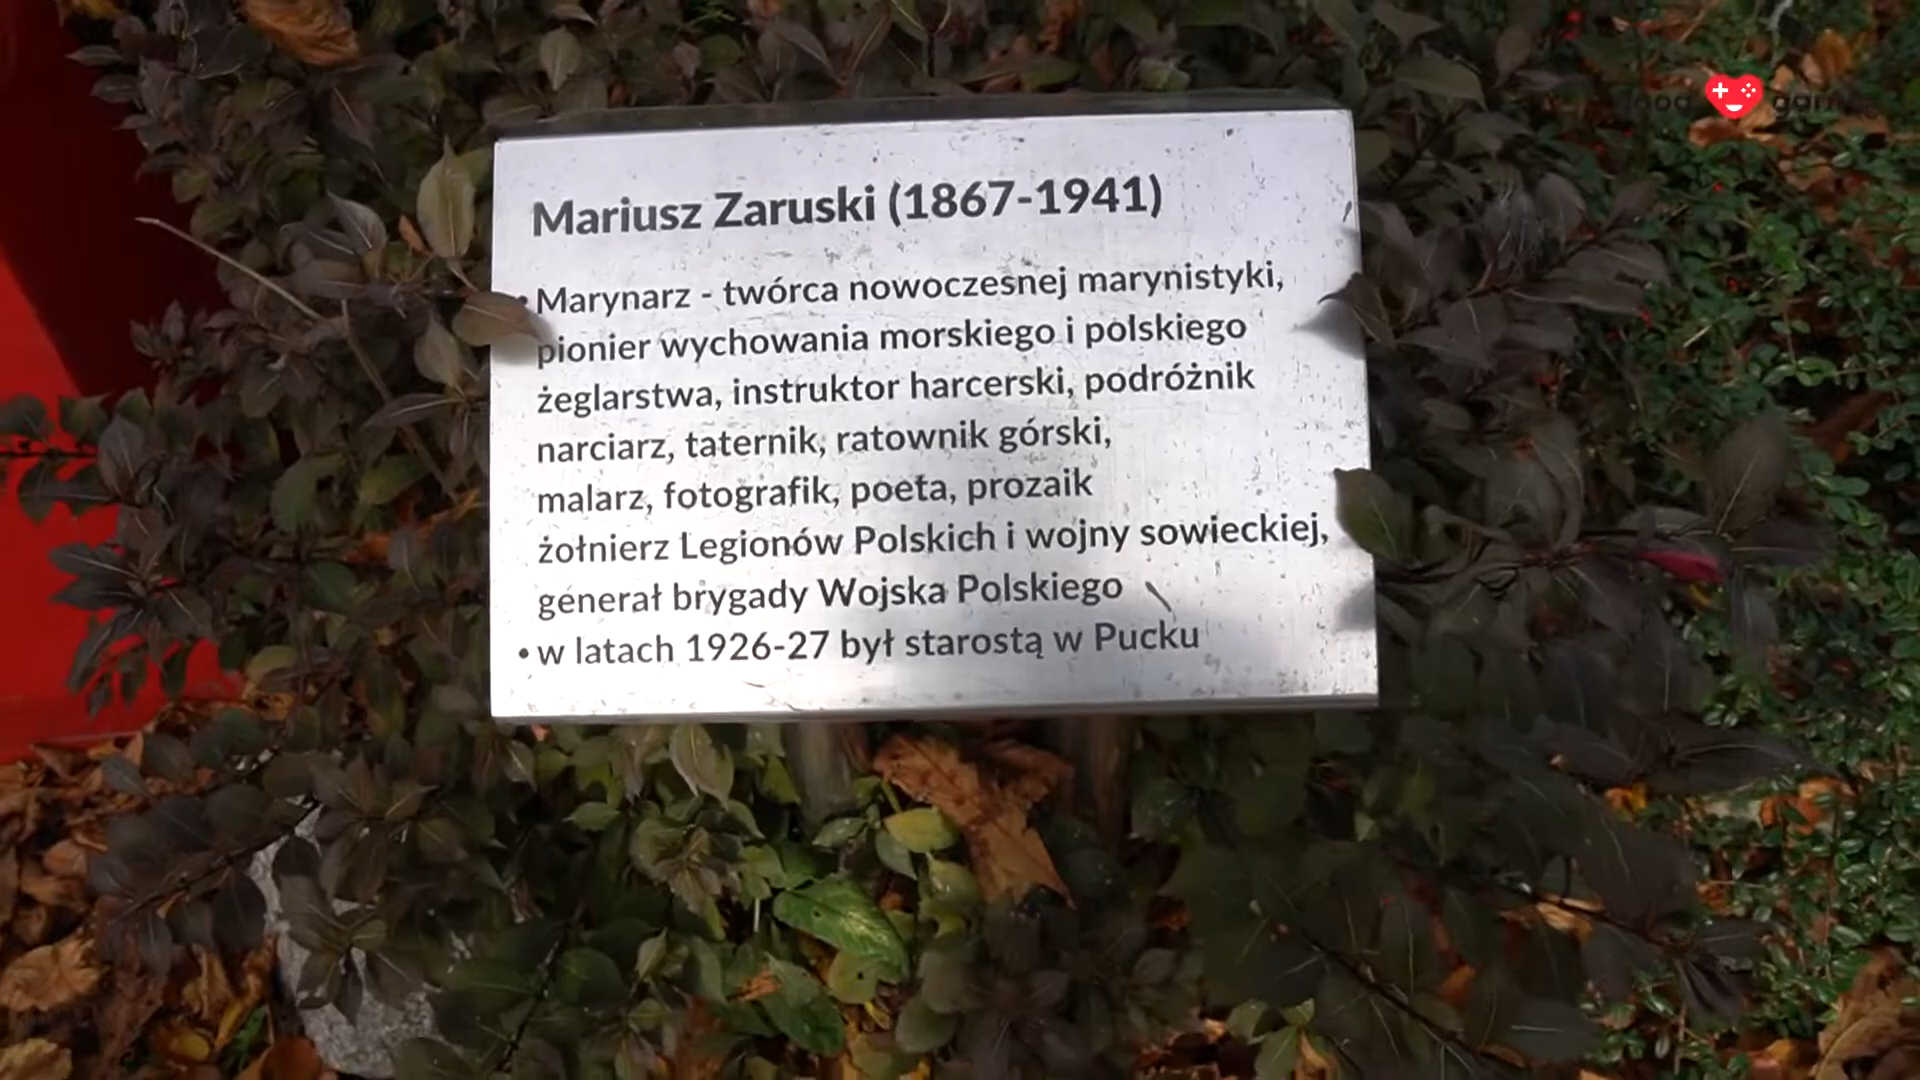 Mariusz Zaruski (1867-1941)
• Marynarz - twórca nowoczesnej marynistyki,
pionier wychowania morskiego i polskiego
żeglarstwa, instruktor harcerski, podróżnik
narciarz, taternik, ratownik górski,
malarz, fotografik, poeta, prozaik
żołnierz Legionów Polskich i wojny sowieckiej,
generał brygady Wojska Polskiego
• w latach 1926-27 był starostą w Pucku